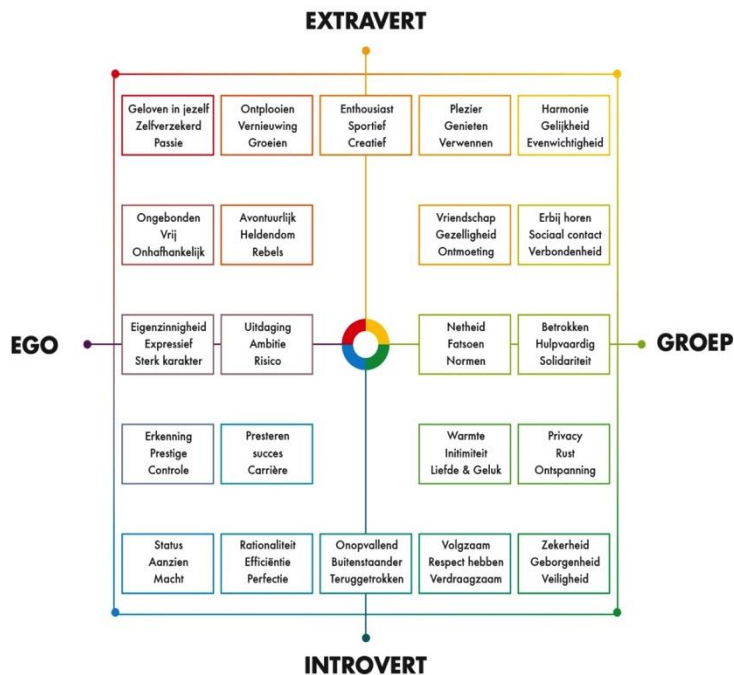 EXTRAVERT
Geloven in jezelf
Zelfverzekerd
Passie
Ontplooien
Vernieuwing
Groeien
Enthousiast
Sportief
Creatief
Plezier
Genieten
Verwennen
Harmonie
Gelijkheid
Evenwichtigheid
Ongebonden
Vrij
Onhafhankelijk
Avontuurlijk
Heldendom
Rebels
Vriendschap
Gezelligheid
Ontmoeting
Erbij horen
Sociaal contact
Verbondenheid
EGO
Eigenzinnigheid
Expressief
Sterk karakter
Uitdaging
Ambitie
Risico
Netheid
Fatsoen
Normen
Betrokken
Hulpvaardig
Solidariteit
GROEP
Erkenning
Prestige
Controle
Presteren
succes
Carrière
Warmte
Initimiteit
Liefde & Geluk
Privacy
Rust
Ontspanning
Status
Aanzien
Macht
Rationaliteit
Efficiëntie
Perfectie
Onopvallend
Buitenstaander
Teruggetrokken
Volgzaam
Respect hebben
Verdraagzaam
Zekerheid
Geborgenheid
Veiligheid
INTROVERT